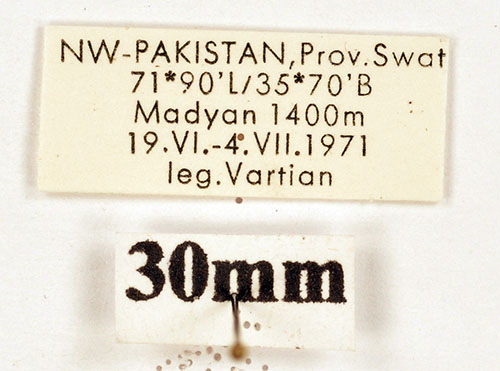 NW-PAKISTAN,Prov.Swat
71*90'L/35*70'B
Madyan 1400m
19.VI.-4.VII.1971
leg.Vartian
30mm